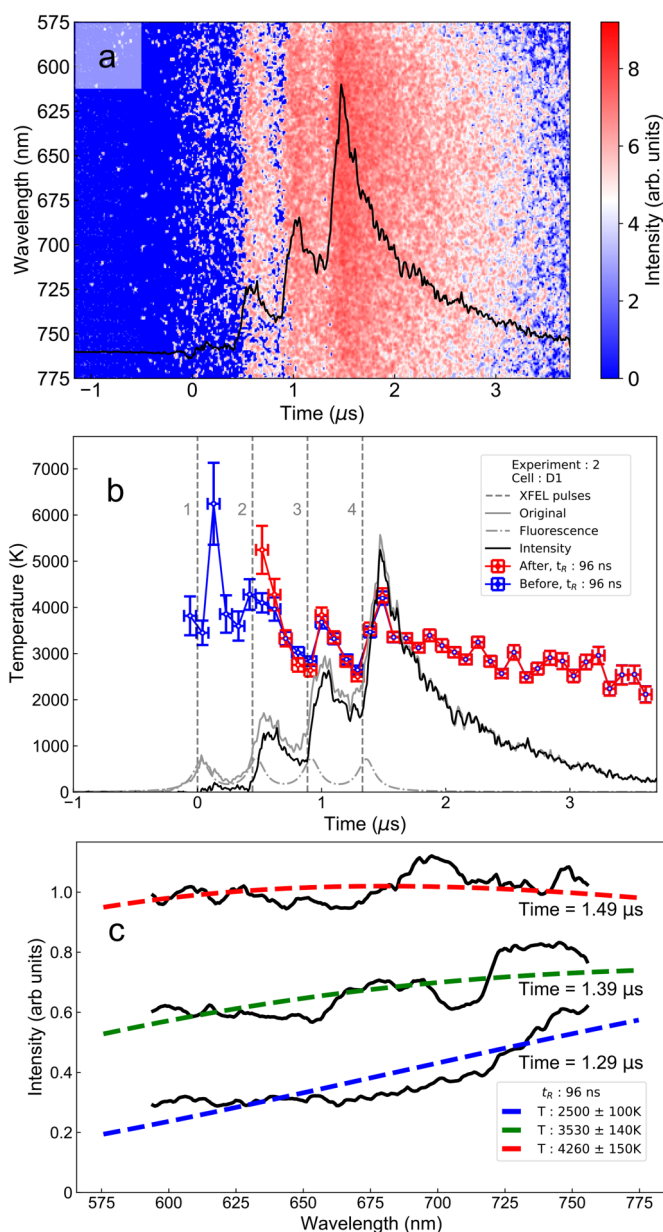 a
575
600
625
650
675
700
725
750
775
Wavelength (nm)
−1
0
1
2
3
Time (μs)
8
6
4
2
0
Intensity (arb. units)
b
7000
6000
5000
4000
3000
2000
1000
0
Temperature (K)
1
2
3
4
Experiment : 2
Cell : D1
XFEL pulses
Original
Fluorescence
Intensity
After, tR : 96 ns
Before, tR : 96 ns
−1
0
1
2
3
Time (μs)
c
1.0
0.8
0.6
0.4
0.2
0
Intensity (arb units)
Time = 1.49 μs
Time = 1.39 μs
Time = 1.29 μs
tR : 96 ns
T : 2500 ± 100K
T : 3530 ± 140K
T : 4260 ± 150K
575
600
625
650
675
700
725
750
775
Wavelength (nm)